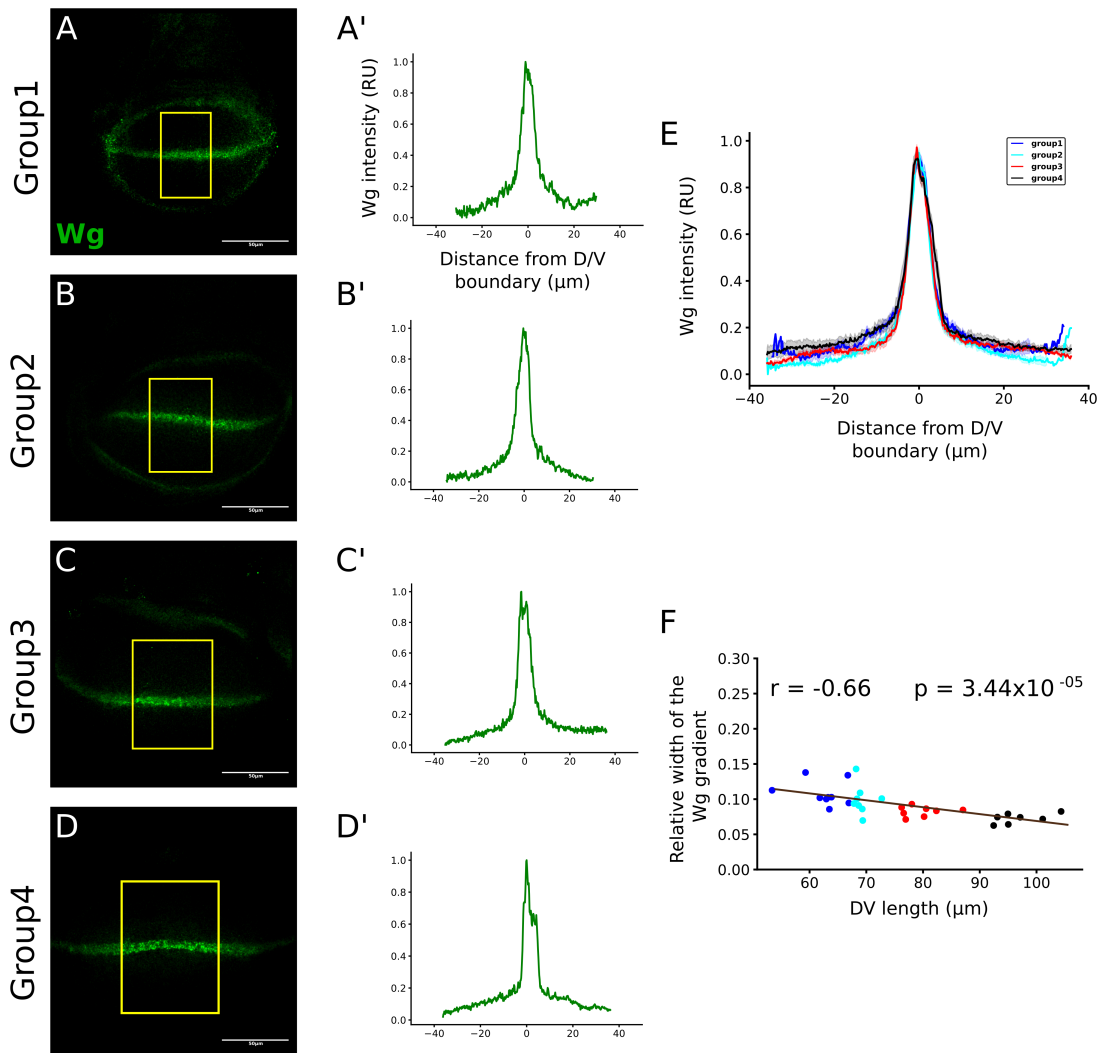 Group1
A
Wg
50μm
A'
Wg intensity (RU)
1.0
0.8
0.6
0.4
0.2
0.0
−40 −20 0 20 40
Distance from D/V
boundary (μm)
Group2
B
50μm
B'
1.0
0.8
0.6
0.4
0.2
0.0
−40 −20 0 20 40
Group3
C
50μm
C'
1.0
0.8
0.6
0.4
0.2
0.0
−40 −20 0 20 40
Group4
D
50μm
D'
1.0
0.8
0.6
0.4
0.2
0.0
−40 −20 0 20 40
E
Wg intensity (RU)
1.0
0.8
0.6
0.4
0.2
0.0
group1
group2
group3
group4
−40 −20 0 20 40
Distance from D/V
boundary (μm)
F
Relative width of the
Wg gradient
0.30
0.25
0.20
0.15
0.10
0.05
0.00
r = -0.66 p = 3.44x10 -05
60 70 80 90 100
DV length (μm)